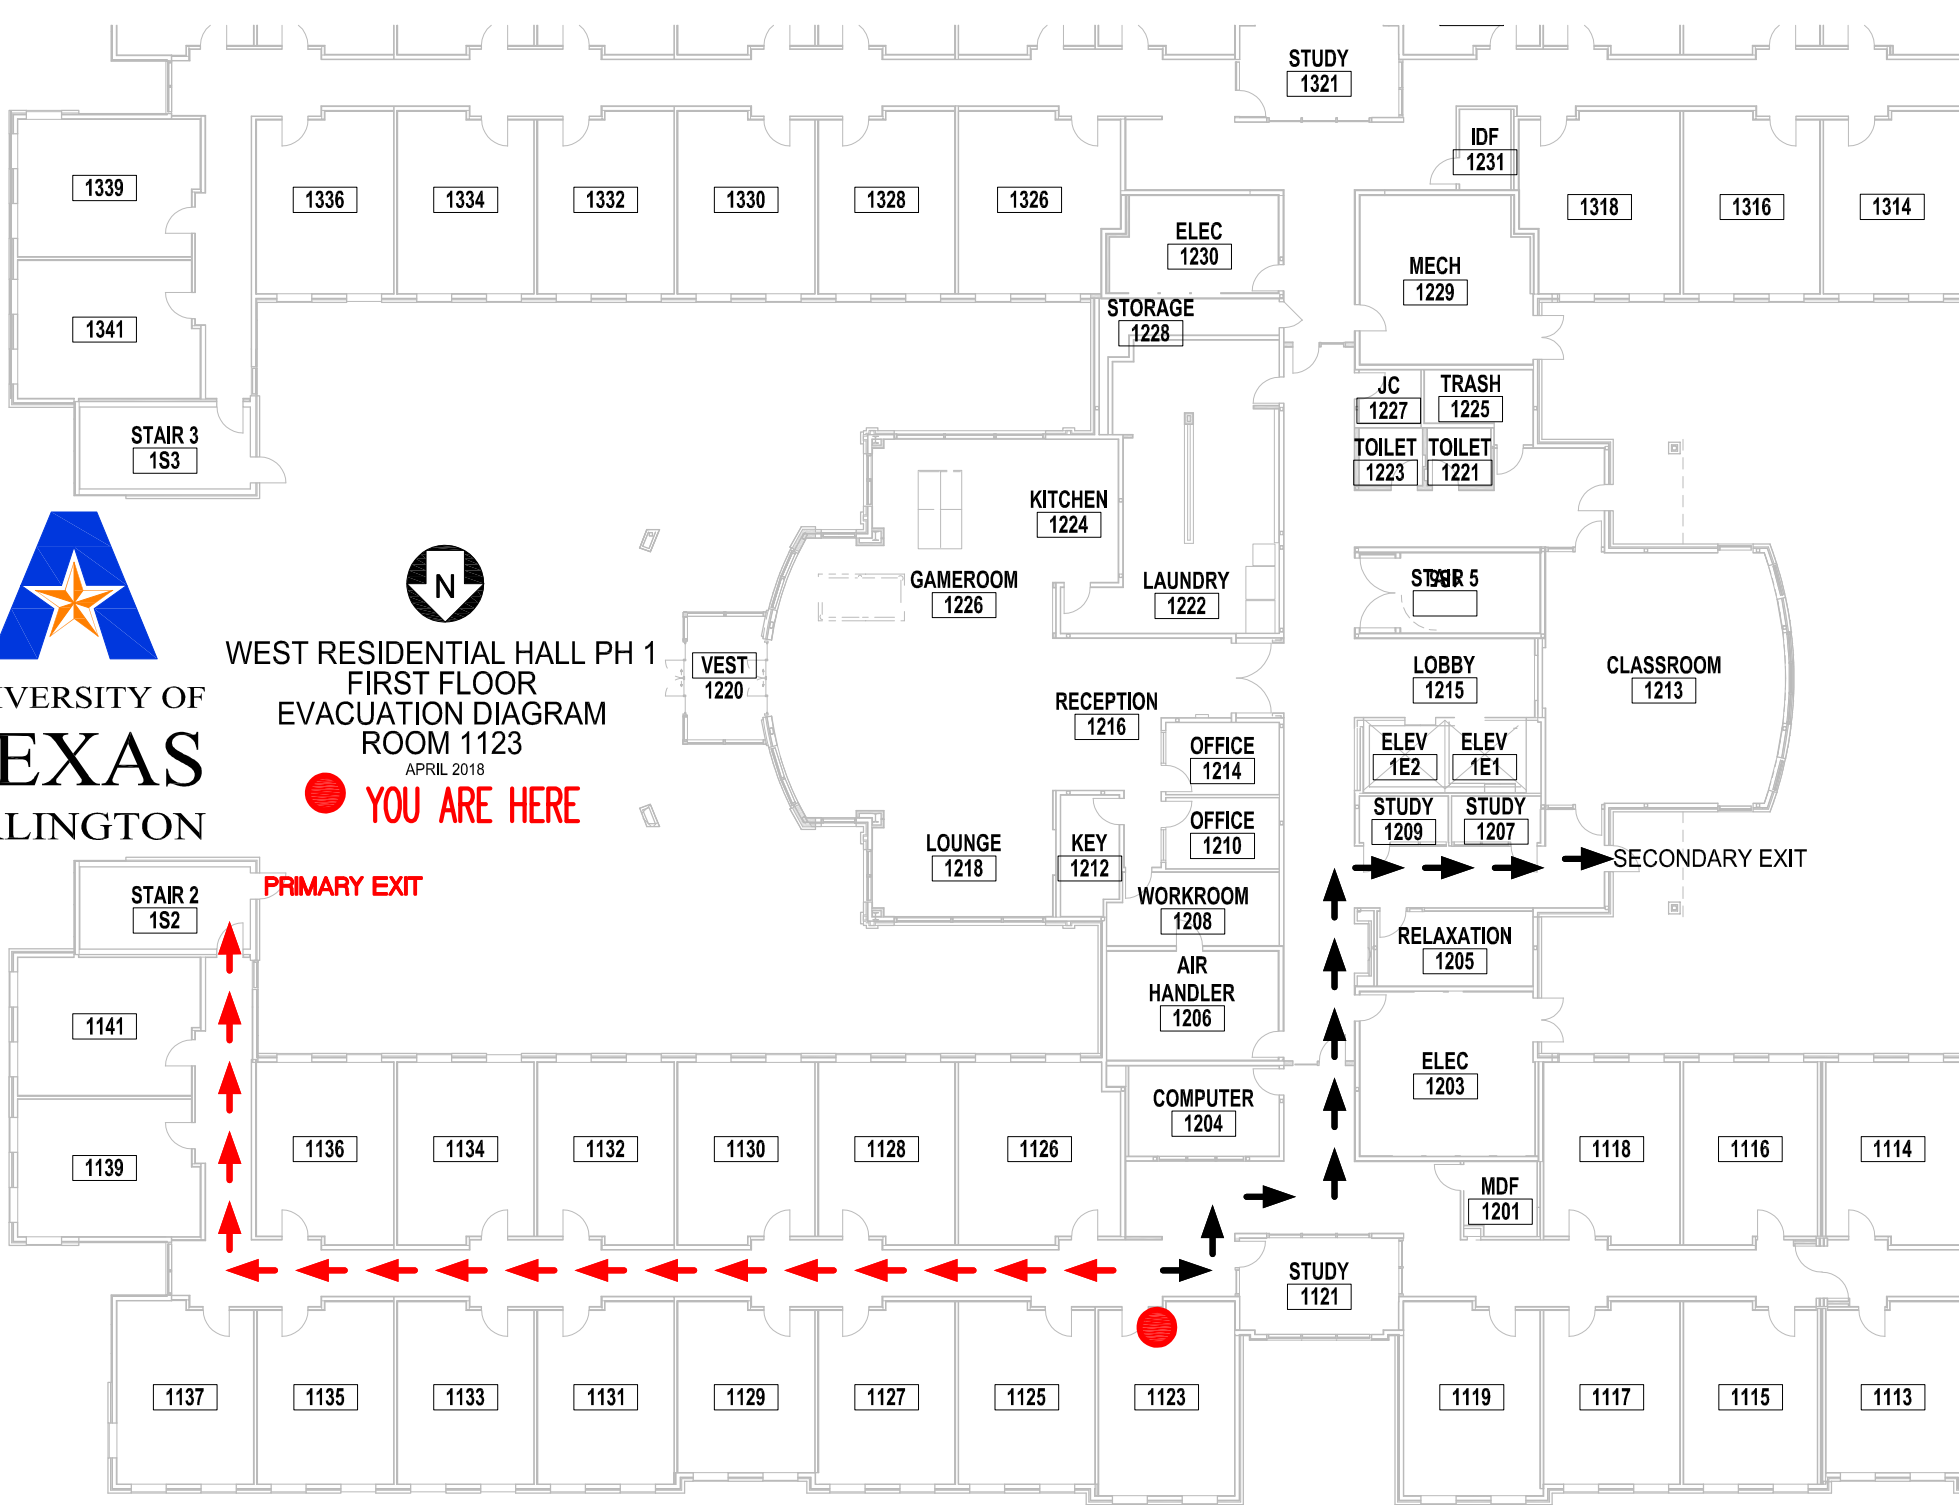 STUDY
1321
IDF
1231
1339
1336
1334
1332
1330
1328
1326
1318
1316
1314
ELEC
1230
MECH
1229
STORAGE
1228
1341
JC
1227
TRASH
1225
STAIR 3
1S3
TOILET
1223
TOILET
1221
KITCHEN
1224
GAMEROOM
1226
LAUNDRY
1222
STAIR 5
N
WEST RESIDENTIAL HALL PH 1
FIRST FLOOR
EVACUATION DIAGRAM
ROOM 1123
APRIL 2018
YOU ARE HERE
IVERSITY OF
EXAS
LINGTON
VEST
1220
LOBBY
1215
CLASSROOM
1213
RECEPTION
1216
OFFICE
1214
ELEV
1E2
ELEV
1E1
STUDY
1209
STUDY
1207
OFFICE
1210
LOUNGE
1218
KEY
1212
SECONDARY EXIT
PRIMARY EXIT
STAIR 2
1S2
WORKROOM
1208
RELAXATION
1205
AIR
HANDLER
1206
1141
ELEC
1203
COMPUTER
1204
1139
1136
1134
1132
1130
1128
1126
1118
1116
1114
MDF
1201
STUDY
1121
1137
1135
1133
1131
1129
1127
1125
1123
1119
1117
1115
1113